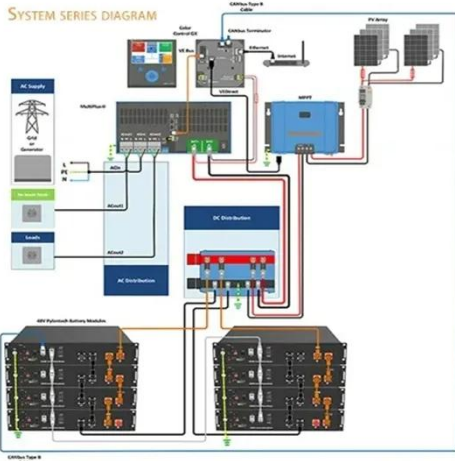 SYSTEM SERIES DIAGRAM
CANbus Type B
Cable
Color
Control GX
CANbus Terminator
PV Array
VE.Bus
Ethernet
Internet
AC Supply
MultiPlus-II
VE.Direct
MPPT
Grid
or
Generator
L
PE
N
ACin
ACout1
DC Distribution
Loads
ACout2
AC Distribution
48V Pylontech Battery Modules
CANbus Type B